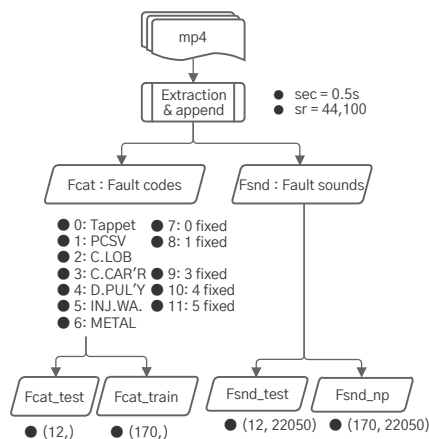 mp4
Extraction
& append
● sec = 0.5s
● sr = 44,100
Fcat : Fault codes
Fsnd : Fault sounds
● 0: Tappet ● 7: 0 fixed
● 1: PCSV ● 8: 1 fixed
● 2: C.LOB
● 3: C.CAR'R ● 9: 3 fixed
● 4: D.PUL'Y ● 10: 4 fixed
● 5: INJ.WA. ● 11: 5 fixed
● 6: METAL
Fcat_test
Fcat_train
Fsnd_test
Fsnd_np
● (12,)
● (170,)
● (12, 22050)
● (170, 22050)